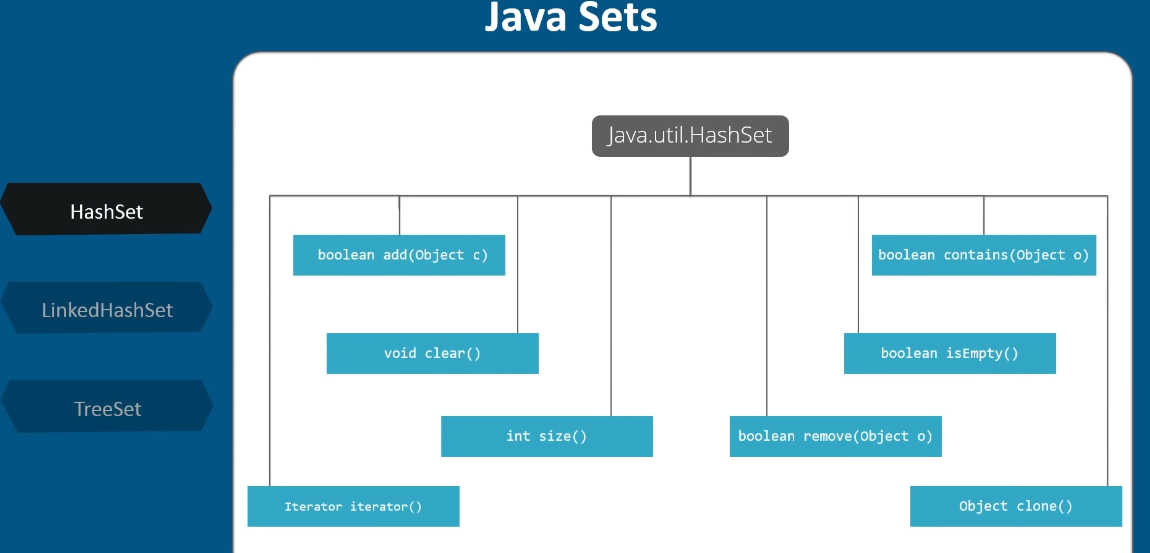 Java Sets
Java.util.HashSet
HashSet
LinkedHashSet
TreeSet
boolean add(Object c)
boolean contains(Object o)
void clear()
boolean isEmpty()
int size()
boolean remove(Object o)
Iterator iterator()
Object clone()